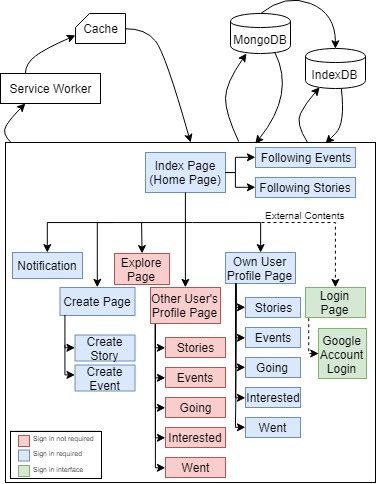 Cache
MongoDB
IndexDB
Service Worker
Index Page
(Home Page)
Following Events
Following Stories
External Contents
Notification
Explore
Page
Own User
Profile Page
Create Page
Other User's
Profile Page
Login
Page
Create
Story
Create
Event
Stories
Events
Going
Interested
Went
Stories
Events
Going
Interested
Went
Google
Account
Login
Sign in not required
Sign in required
Sign in interface